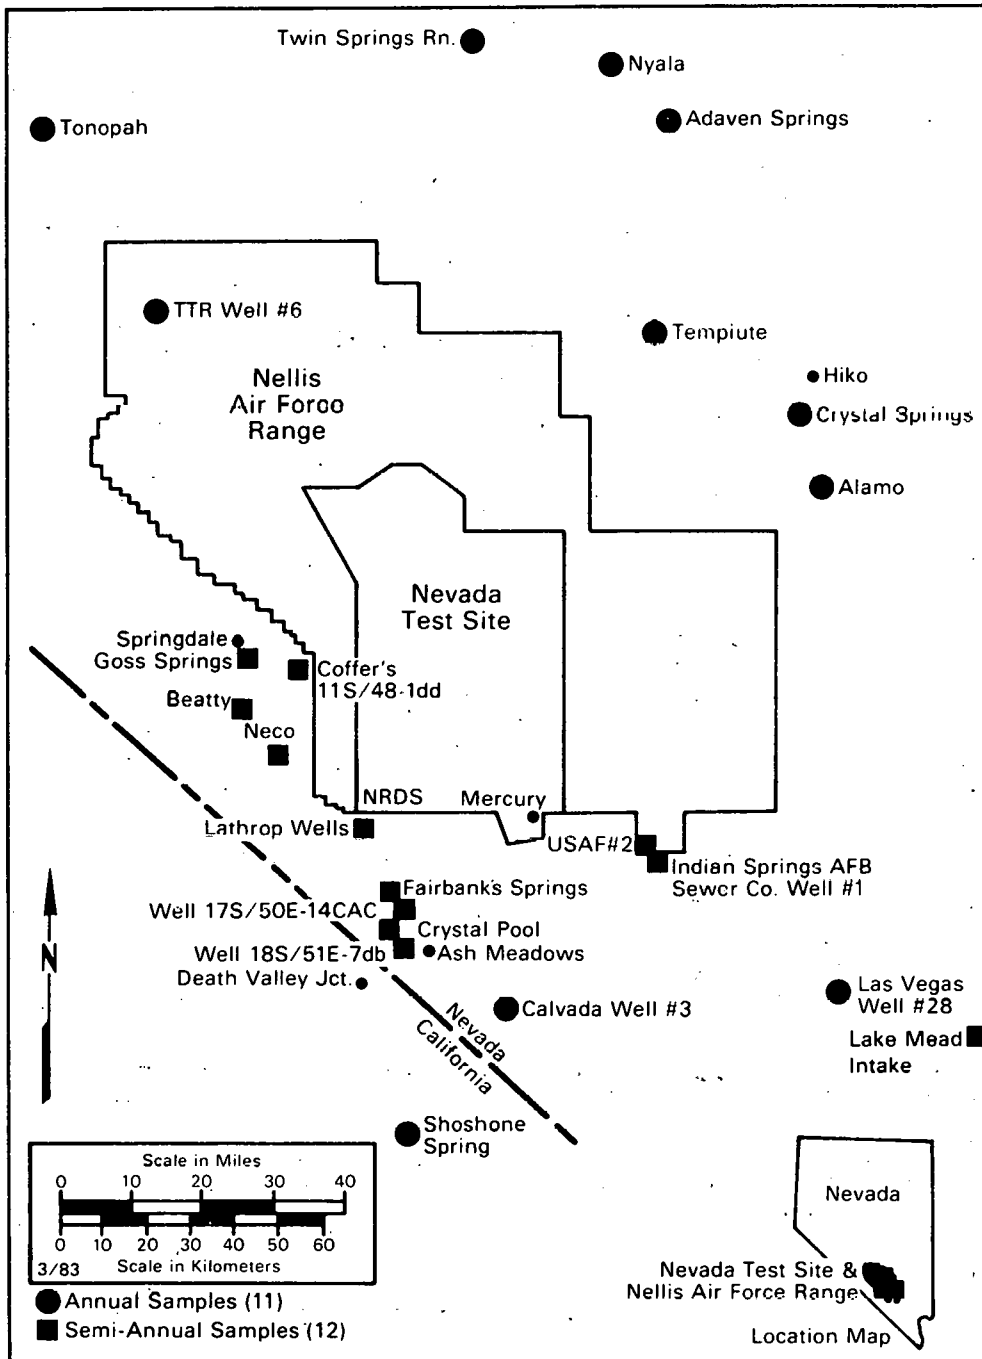 Twin Springs Rn.
Nyala
Tonopah
Adaven Springs
TTR Well #6
Tempiute
Nellis
Air Force
Range
Hiko
Crystal Springs
Alamo
Nevada
Test Site
Springdale
Goss Springs
Coffer's
11S/48-1dd
Beatty
Neco
NRDS
Mercury
Lathrop Wells
USAF#2
Indian Springs AFB
Sewer Co. Well #1
Fairbanks Springs
Well 17S/50E-14CAC
Crystal Pool
Well 18S/51E-7db
Ash Meadows
Death Valley Jct.
Las Vegas
Well #28
Calvada Well #3
Nevada
California
Lake Mead
Intake
N
Shoshone
Spring
Scale in Miles
0 10 20 30 40
0 10 20 30 40 50 60
3/83 Scale in Kilometers
Annual Samples (11)
Semi-Annual Samples (12)
Nevada
Nevada Test Site &
Nellis Air Force Range
Location Map